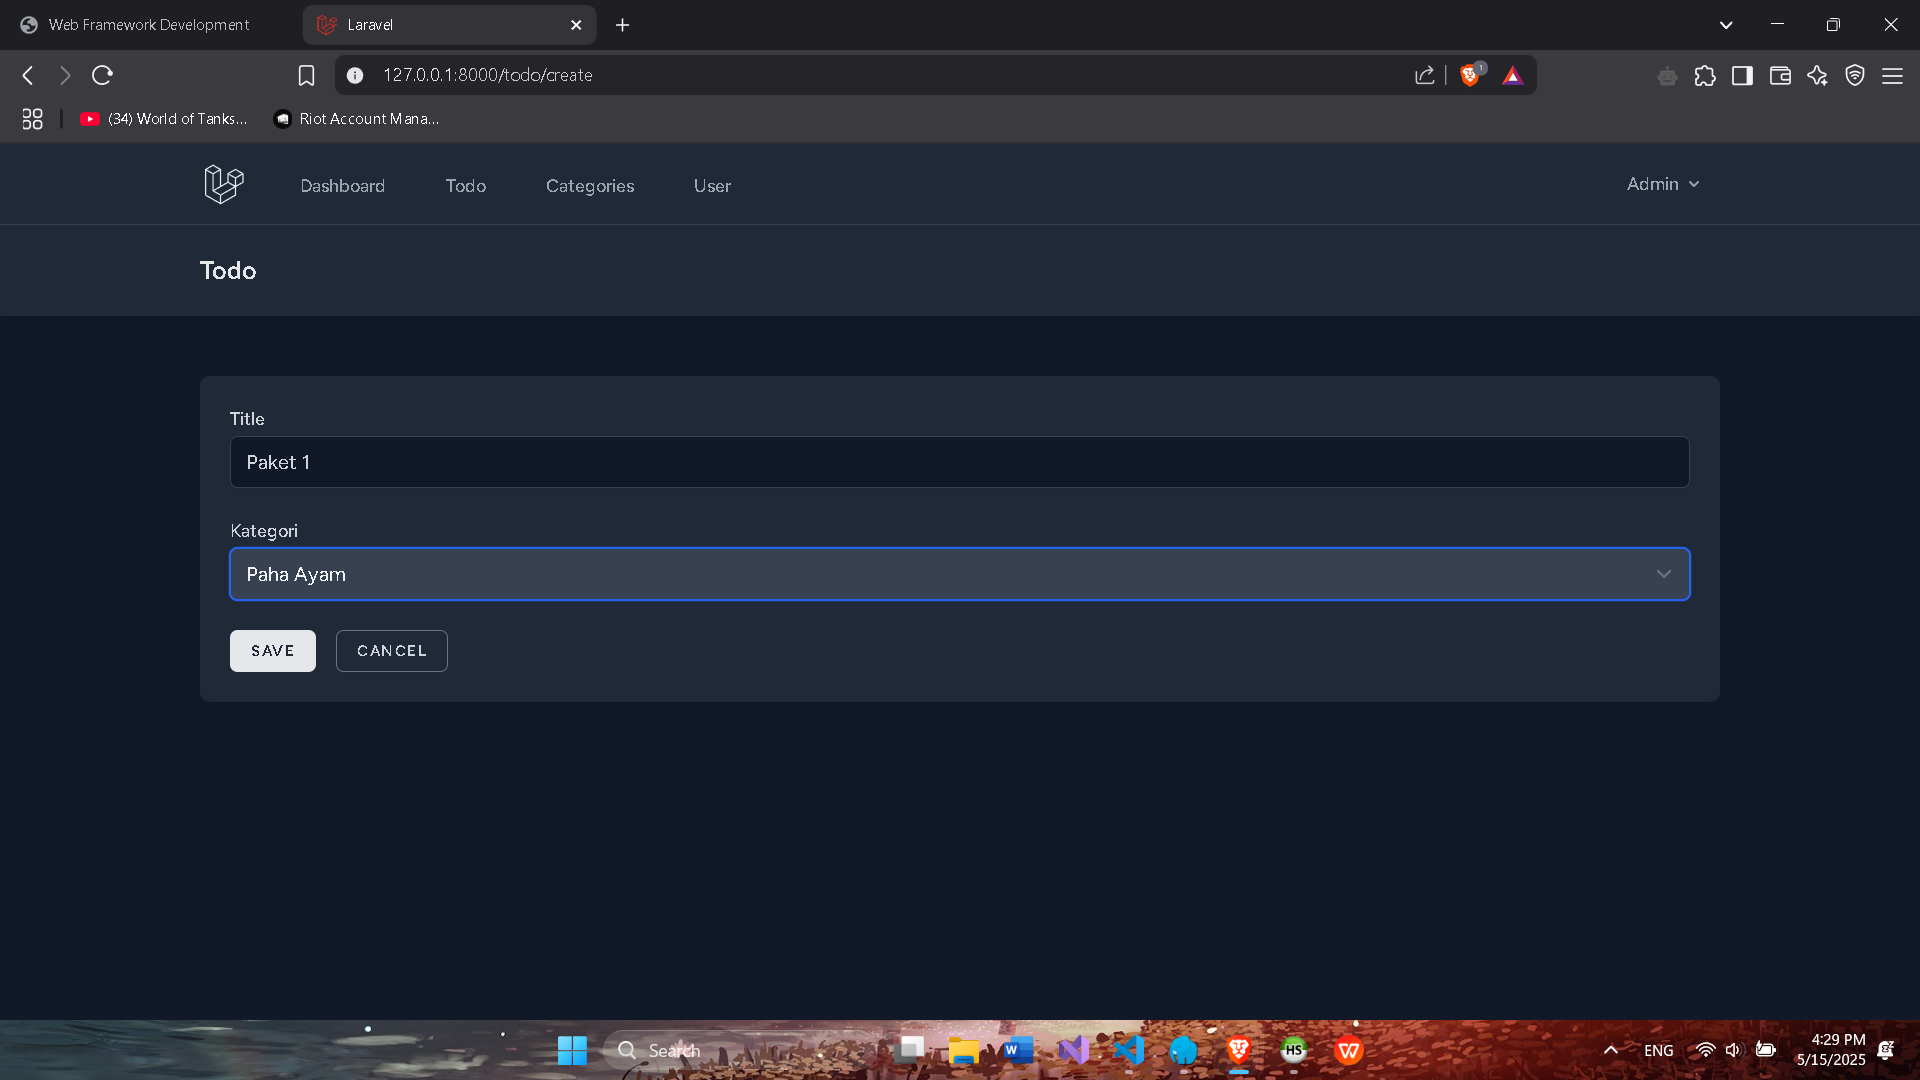 Web Framework Development
Laravel
127.0.0.1:8000/todo/create
1
(34) World of Tanks...
Riot Account Mana...
Dashboard
Todo
Categories
User
Admin
Todo
Title
Paket 1
Kategori
Paha Ayam
SAVE
CANCEL
Search
W
HS
W
ENG
4:29 PM
5/15/2025